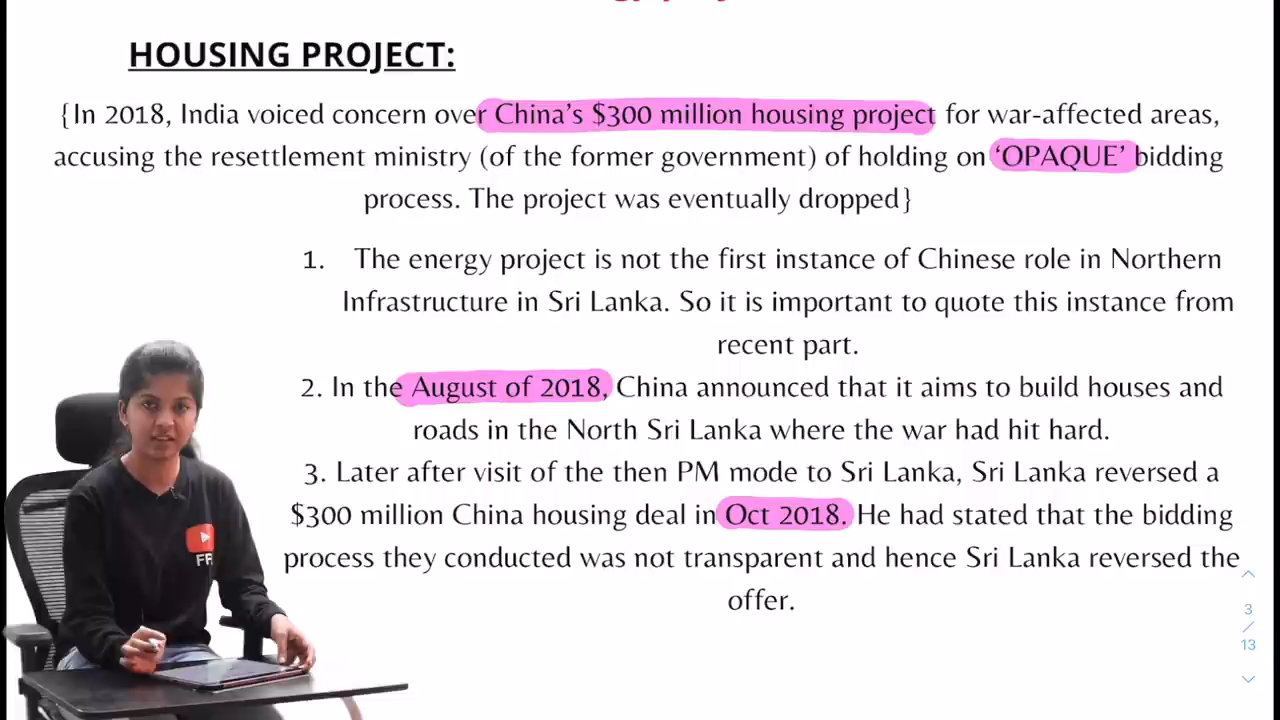 HOUSING PROJECT:
{In 2018, India voiced concern over China's $300 million housing project for war-affected areas,
accusing the resettlement ministry (of the former government) of holding on 'OPAQUE' bidding
process. The project was eventually dropped}
1. The energy project is not the first instance of Chinese role in Northern
Infrastructure in Sri Lanka. So it is important to quote this instance from
recent part.
2. In the August of 2018, China announced that it aims to build houses and
roads in the North Sri Lanka where the war had hit hard.
3. Later after visit of the then PM mode to Sri Lanka, Sri Lanka reversed a
$300 million China housing deal in Oct 2018. He had stated that the bidding
process they conducted was not transparent and hence Sri Lanka reversed the
offer.
3
/
13